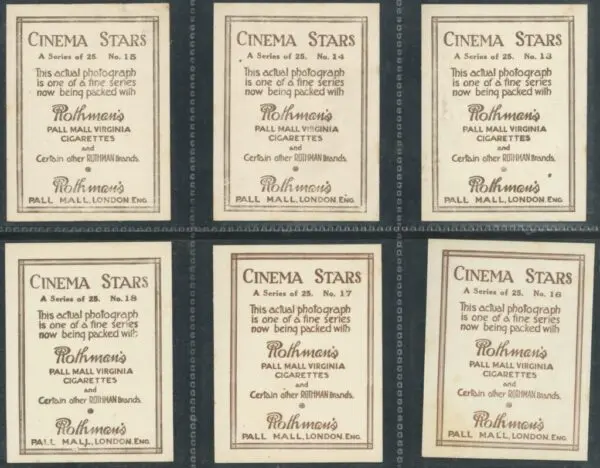 CINEMA STARS
A Series of 25. No. 15
This actual photograph
is one of a fine series
now being packed with
Rothman's
PALL MALL VIRGINIA
CIGARETTES
and
Certain other ROTHMAN Brands.
Rothman's
PALL MALL, LONDON, ENG.
CINEMA STARS
A Series of 25. No. 14
This actual photograph
is one of a fine series
now being packed with
Rothman's
PALL MALL VIRGINIA
CIGARETTES
and
Certain other ROTHMAN Brands.
Rothman's
PALL MALL, LONDON, ENG.
CINEMA STARS
A Series of 25. No. 13
This actual photograph
is one of a fine series
now being packed with
Rothman's
PALL MALL VIRGINIA
CIGARETTES
and
Certain other ROTHMAN Brands.
Rothman's
PALL MALL, LONDON, ENG.
CINEMA STARS
A Series of 25. No. 18
This actual photograph
is one of a fine series
now being packed with
Rothman's
PALL MALL VIRGINIA
CIGARETTES
and
Certain other ROTHMAN Brands.
Rothman's
PALL MALL, LONDON, ENG.
CINEMA STARS
A Series of 25. No. 17
This actual photograph
is one of a fine series
now being packed with
Rothman's
PALL MALL VIRGINIA
CIGARETTES
and
Certain other ROTHMAN Brands.
Rothman's
PALL MALL, LONDON, ENG.
CINEMA STARS
A Series of 25. No. 16
This actual photograph
is one of a fine series
now being packed with
Rothman's
PALL MALL VIRGINIA
CIGARETTES
and
Certain other ROTHMAN Brands.
Rothman's
PALL MALL, LONDON, ENG.